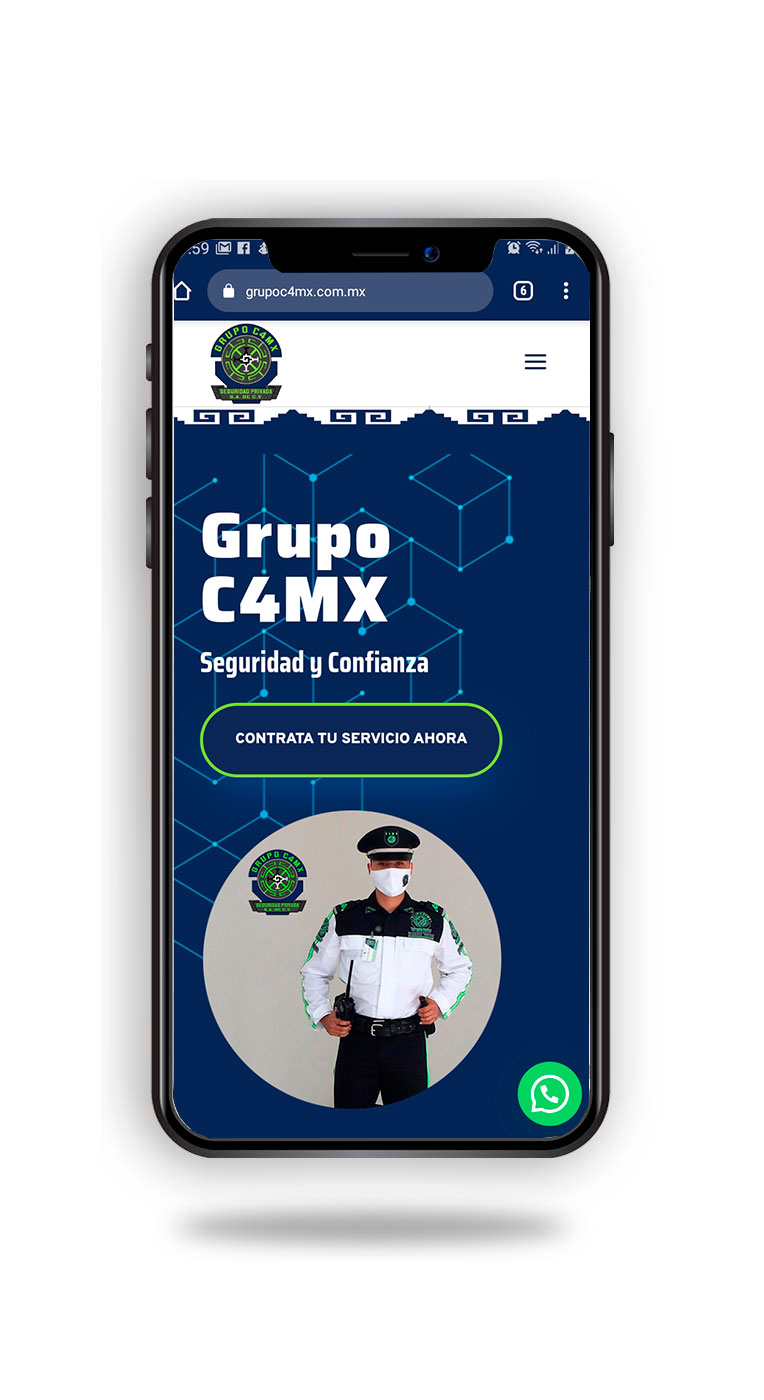 :59
grupoc4mx.com.mx
6
GRUPO C4MX
SEGURIDAD PRIVADA
S.A. DE C.V.
Grupo
C4MX
Seguridad y Confianza
CONTRATA TU SERVICIO AHORA
GRUPO C4MX
SEGURIDAD PRIVADA
S.A. DE C.V.